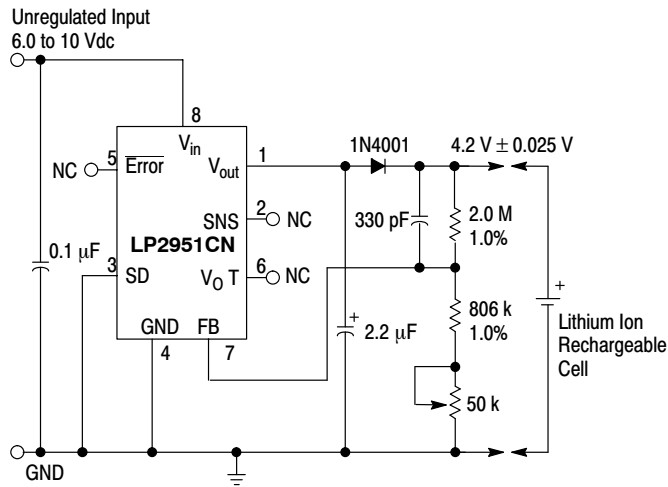 Unregulated Input
6.0 to 10 Vdc
8
Vin
5
Error
NC
Vout
1
1N4001
4.2 V ± 0.025 V
SNS
2
NC
330 pF
2.0 M
1.0%
LP2951CN
0.1 μF
3
SD
VO T
6
NC
GND
FB
4
7
2.2 μF
+
806 k
1.0%
+
Lithium Ion
Rechargeable
Cell
50 k
GND